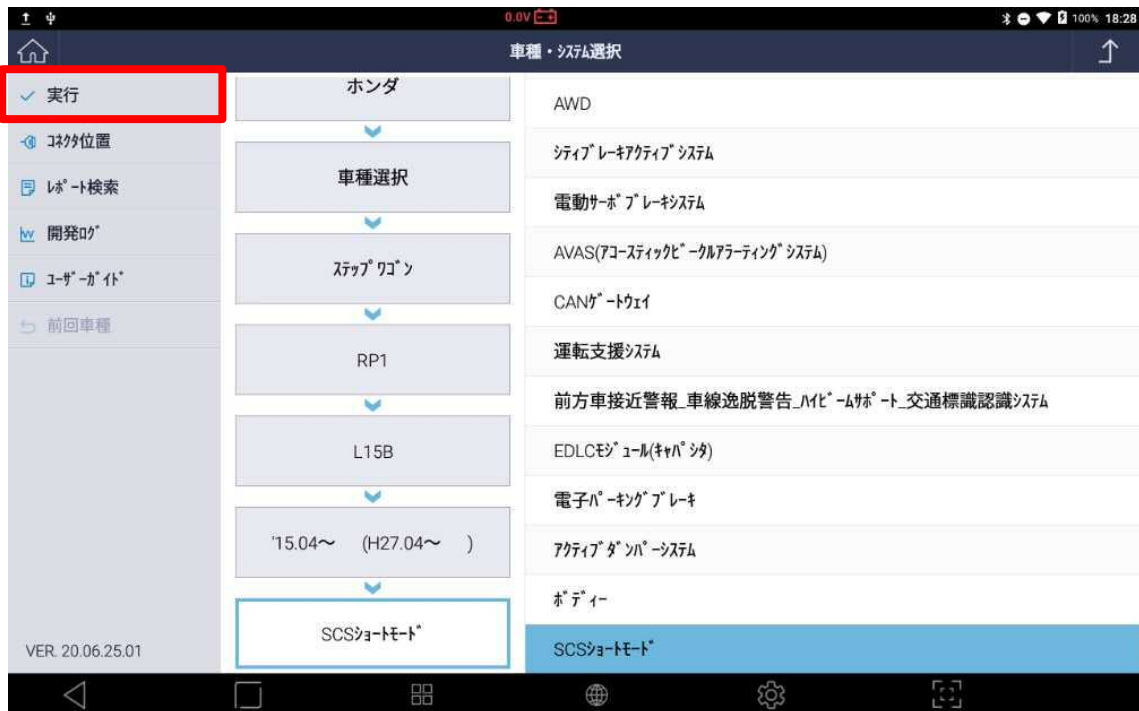 0.0V
100% 18:28
車種・ｼｽﾃﾑ選択
実行
ｺﾈｸﾀ位置
ﾚﾎﾟｰﾄ検索
開発ﾛｸﾞ
ﾕｰｻﾞｰｶﾞｲﾄﾞ
前回車種
VER. 20.06.25.01
ホンダ
車種選択
ｽﾃｯﾌﾟﾜｺﾞﾝ
RP1
L15B
'15.04～ (H27.04～ )
SCSｼｮｰﾄﾓｰﾄﾞ
AWD
ｼﾃｨﾌﾞﾚｰｷｱｸﾃｨﾌﾞｼｽﾃﾑ
電動ｻｰﾎﾞﾌﾞﾚｰｷｼｽﾃﾑ
AVAS(ｱｺｰｽﾃｨｯｸﾋﾞｰｸﾙｱﾗｰﾃｨﾝｸﾞｼｽﾃﾑ)
CANｹﾞｰﾄｳｪｲ
運転支援ｼｽﾃﾑ
前方車接近警報_車線逸脱警告_ﾊｲﾋﾞｰﾑｻﾎﾟｰﾄ_交通標識認識ｼｽﾃﾑ
EDLCﾓｼﾞｭｰﾙ(ｷｬﾊﾟｼﾀ)
電子ﾊﾟｰｷﾝｸﾞﾌﾞﾚｰｷ
ｱｸﾃｨﾌﾞﾀﾞﾝﾊﾟｰｼｽﾃﾑ
ﾎﾞﾃﾞｨｰ
SCSｼｮｰﾄﾓｰﾄﾞ